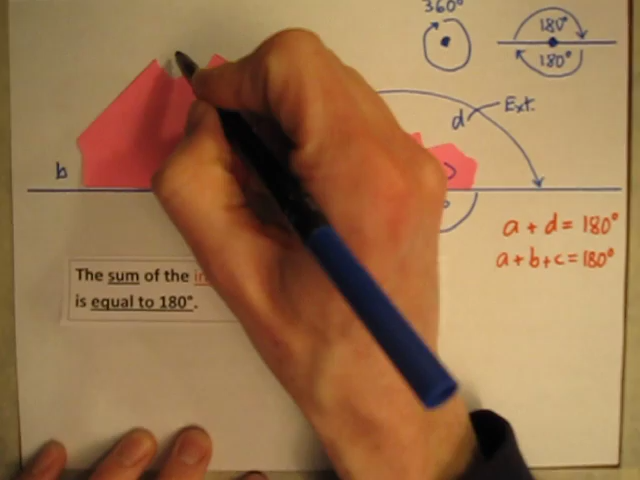 360°
180°
180°
d Ext.
b
a + d = 180°
a + b + c = 180°
The sum of the
is equal to 180°.